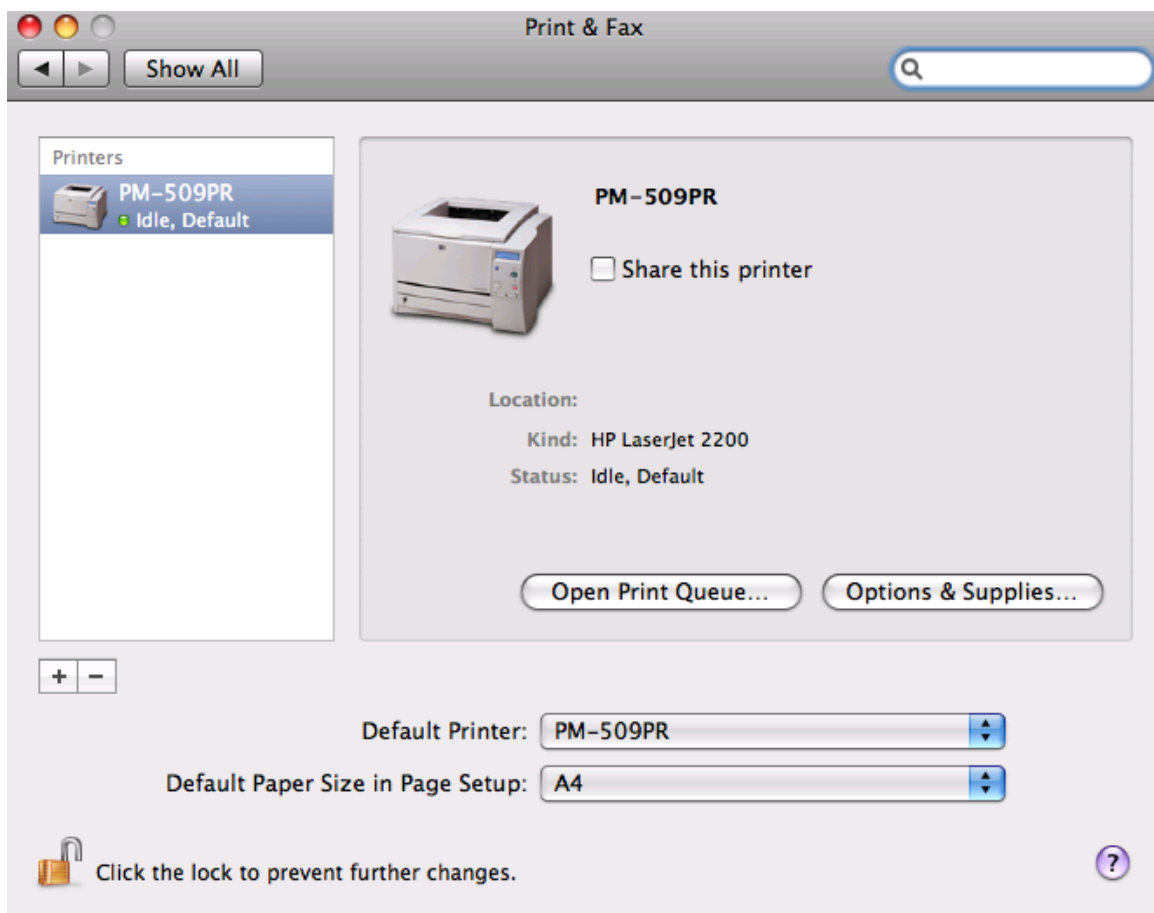 Print & Fax
Show All
Printers
PM-509PR
Idle, Default
PM-509PR
Share this printer
Location:
Kind: HP LaserJet 2200
Status: Idle, Default
Open Print Queue...
Options & Supplies...
+ −
Default Printer: PM-509PR
Default Paper Size in Page Setup: A4
Click the lock to prevent further changes.
?